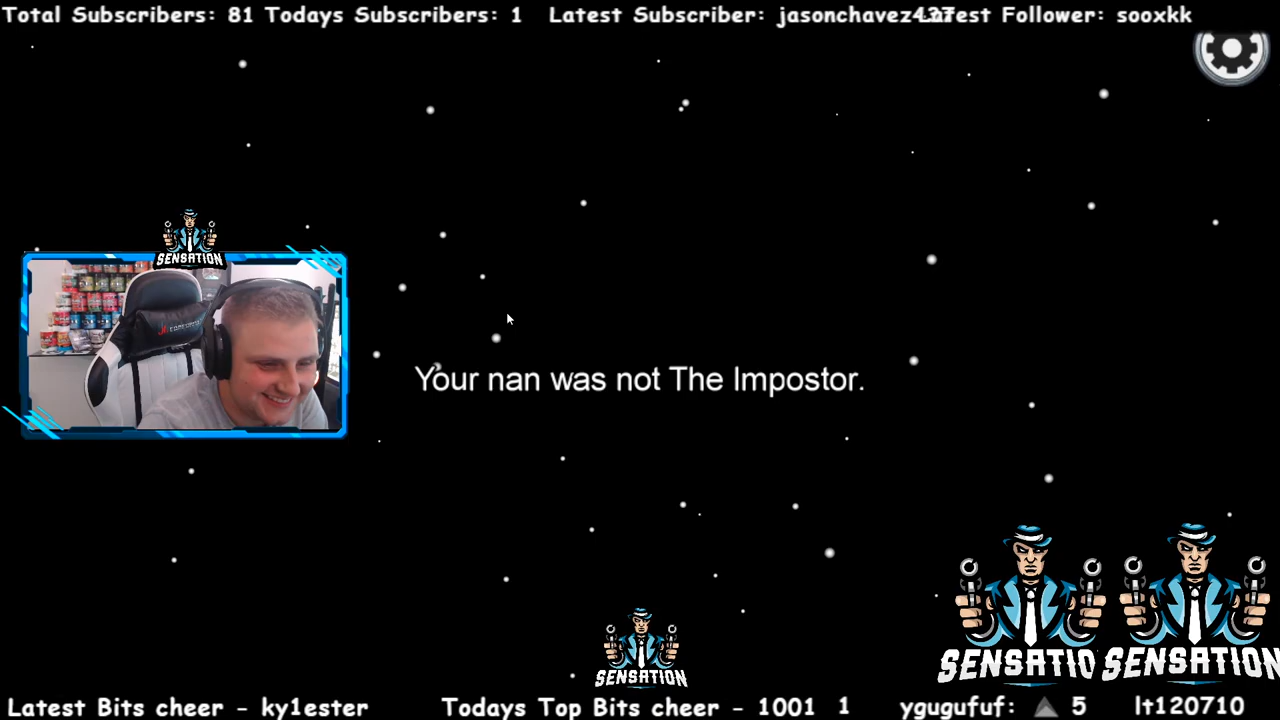 Total Subscribers: 81 Todays Subscribers: 1 Latest Subscriber: jasonchavez437 Latest Follower: sooxkk
SENSATION
Your nan was not The Impostor.
SENSATIO SENSATION
SENSATION
Latest Bits cheer - ky1ester Todays Top Bits cheer - 1001 1 ygugufuf: 5 lt120710